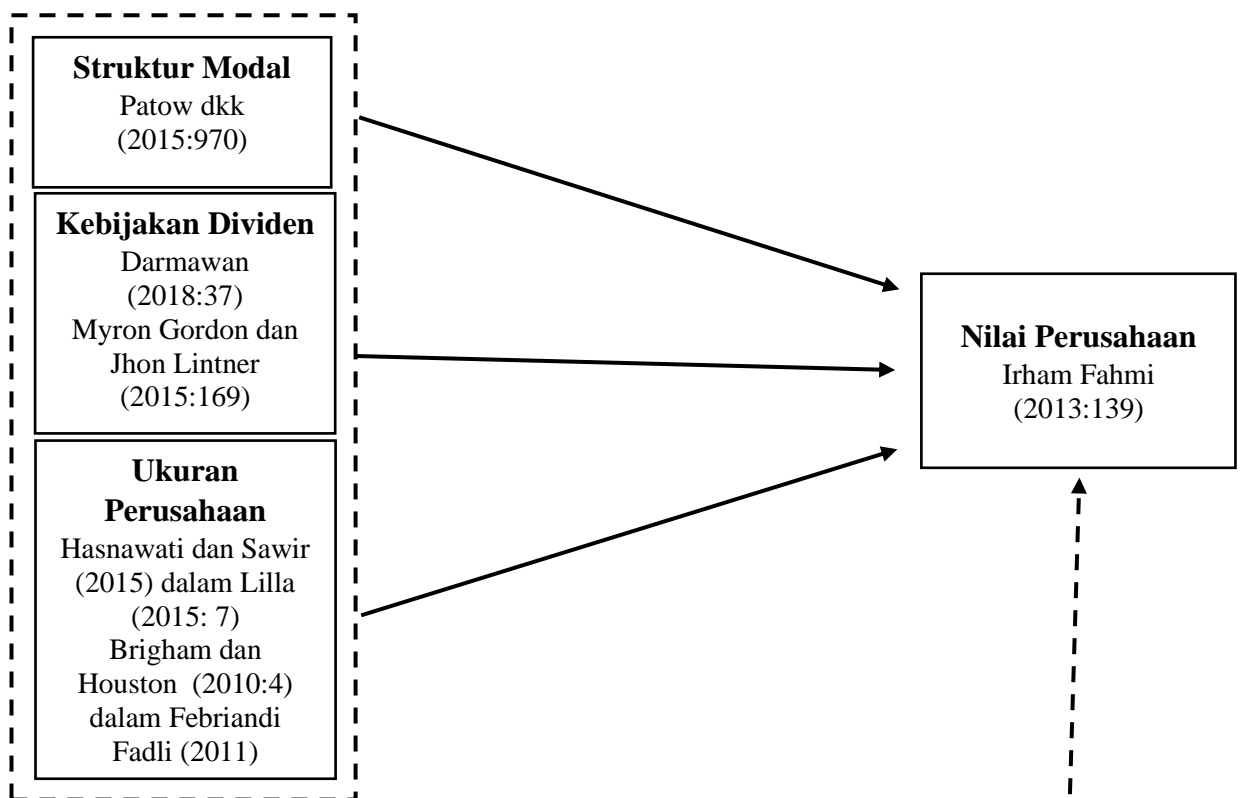 Struktur Modal
Patow dkk
(2015:970)
Kebijakan Dividen
Darmawan
(2018:37)
Myron Gordon dan
Jhon Lintner
(2015:169)
Ukuran
Perusahaan
Hasnawati dan Sawir
(2015) dalam Lilla
(2015: 7)
Brigham dan
Houston (2010:4)
dalam Febriandi
Fadli (2011)
Nilai Perusahaan
Irham Fahmi
(2013:139)